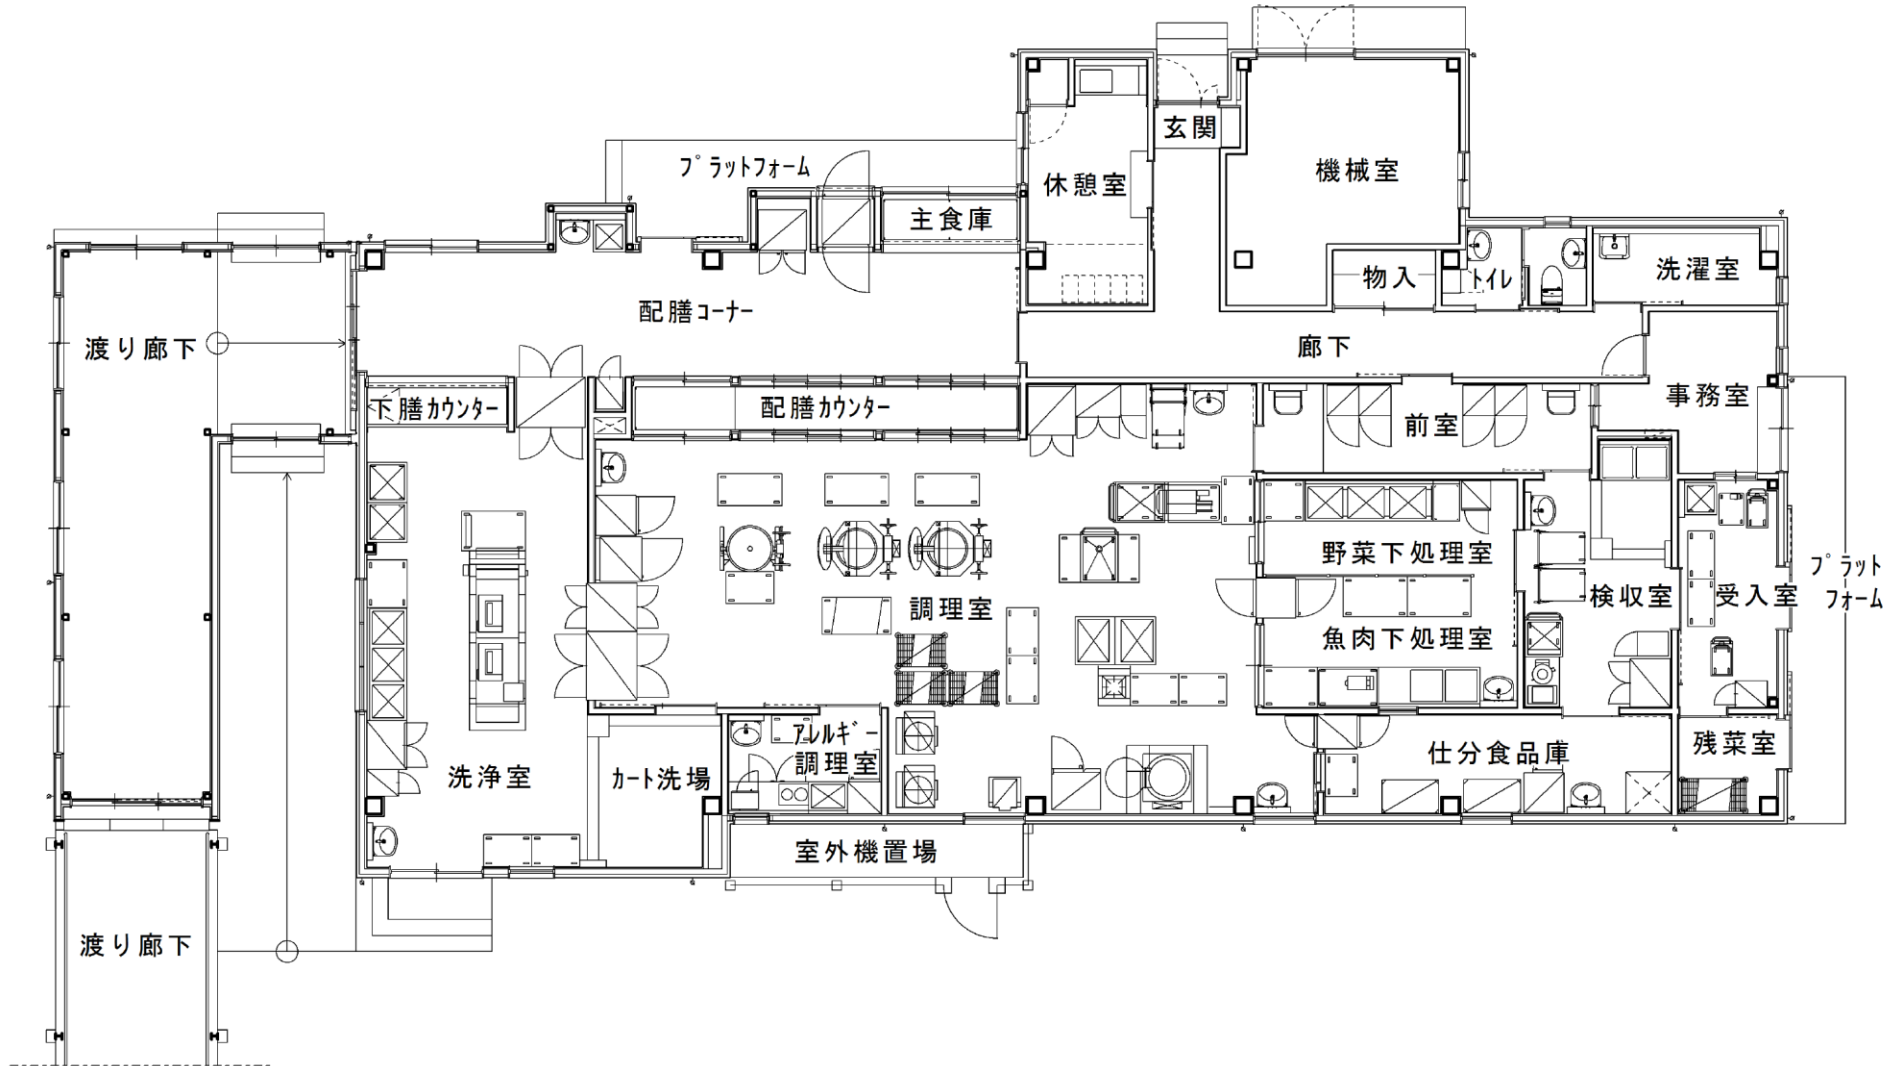 玄関
プラットフォーム
機械室
休憩室
主食庫
物入
トイレ
洗濯室
配膳コーナー
渡り廊下
廊下
事務室
下膳カウンター
配膳カウンター
前室
野菜下処理室
プラット
フォーム
検収室
受入室
調理室
魚肉下処理室
アレルギー
調理室
残菜室
仕分食品庫
洗浄室
カート洗場
室外機置場
渡り廊下